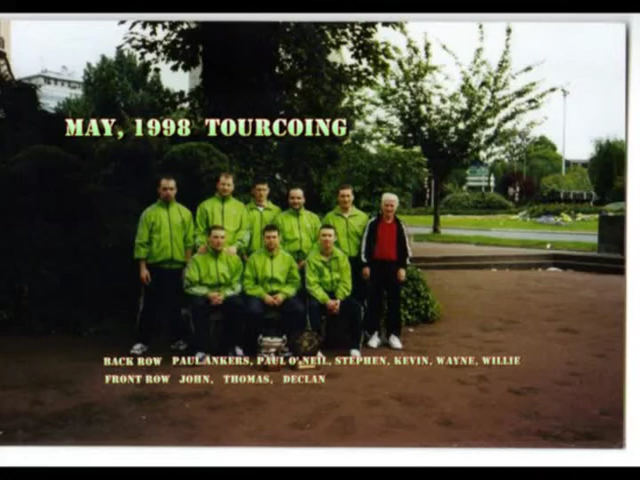 MAY, 1998 TOURCOING
BACK ROW PAUL ANKERS, PAUL O'NEIL, STEPHEN, KEVIN, WAYNE, WILLIE
FRONT ROW JOHN, THOMAS, DECLAN